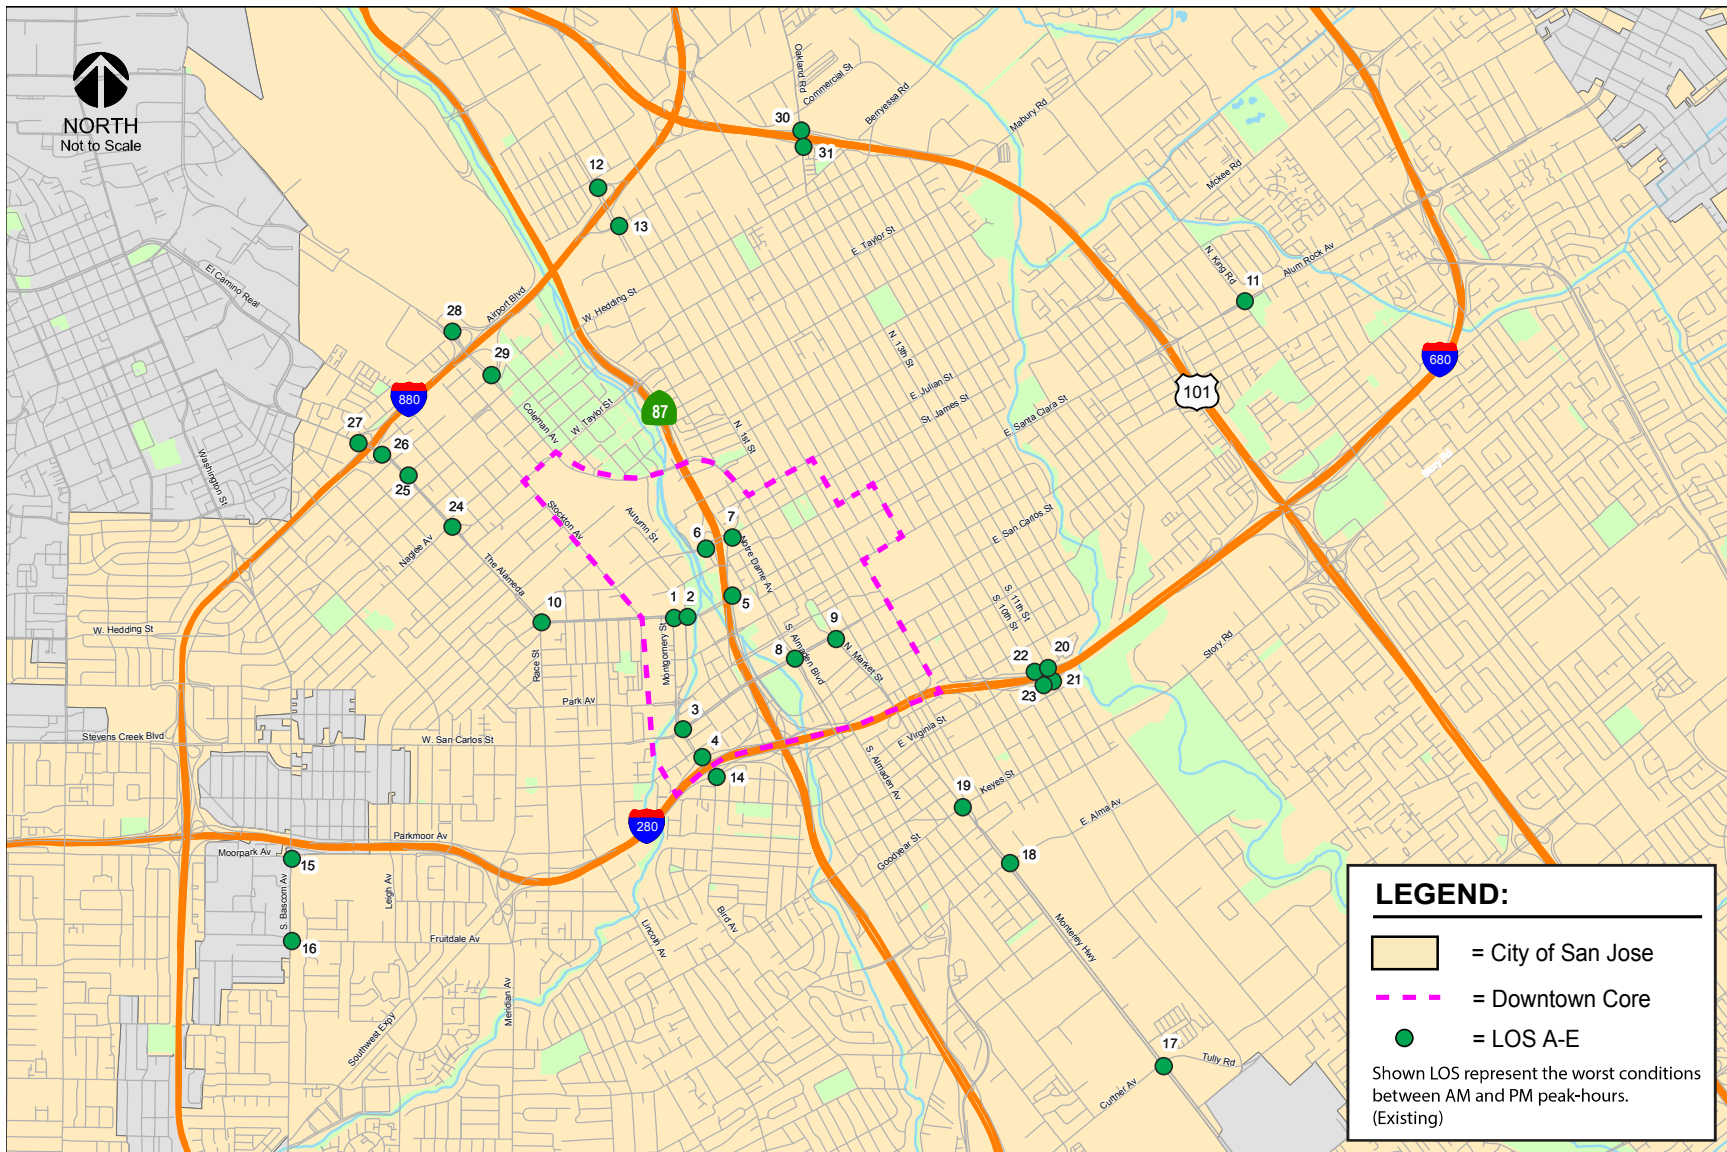 NORTH
Not to Scale
Oakland Rd
Commercial St
Berryessa Rd
Mabury Rd
Mckee Rd
30
31
12
13
E. Taylor St
N. King Rd
Alum Rock Av
11
El Camino Real
Airport Blvd
W. Hedding St
28
29
N. 13th St
680
101
880
87
E. Julian St
St. James St
E. Santa Clara St
Coleman Av
W. Taylor St
N. 1st St
27
26
25
Washington St
24
Naglee Av
The Alameda
Stockton Av
Autumn St
6
7
Notre Dame Av
E. San Carlos St
10
1
2
5
S. 11th St
S. 10th St
W. Hedding St
Race St
Montgomery St
8
9
S. Almaden Blvd
N. Market St
22
20
21
23
Story Rd
Park Av
Stevens Creek Blvd
W. San Carlos St
3
4
14
E. Virginia St
S. Almaden Av
19
Keyes St
E. Alma Av
280
Parkmoor Av
Moorpark Av
15
Goodyear St
18
S. Bascom Av
Leigh Av
16
Fruitdale Av
Lincoln Av
Bird Av
Monterey Hwy
Meridian Av
Southwest Expy
17
Tully Rd
Curtner Av
LEGEND:
= City of San Jose
= Downtown Core
= LOS A-E
Shown LOS represent the worst conditions
between AM and PM peak-hours.
(Existing)